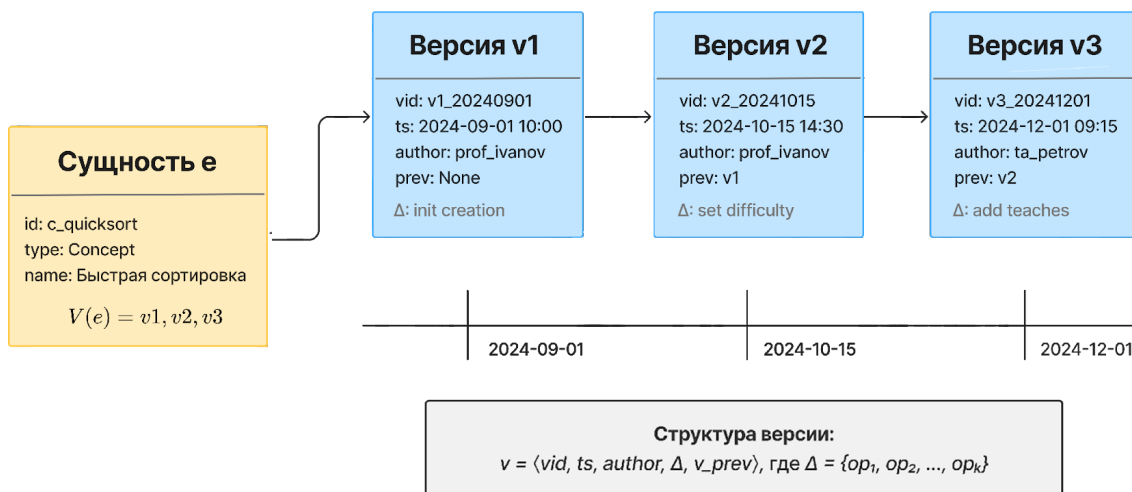 Сущность e
id: c_quicksort
type: Concept
name: Быстрая сортировка
V(e) = v1, v2, v3
Версия v1
vid: v1_20240901
ts: 2024-09-01 10:00
author: prof_ivanov
prev: None
Δ: init creation
Версия v2
vid: v2_20241015
ts: 2024-10-15 14:30
author: prof_ivanov
prev: v1
Δ: set difficulty
Версия v3
vid: v3_20241201
ts: 2024-12-01 09:15
author: ta_petrov
prev: v2
Δ: add teaches
2024-09-01
2024-10-15
2024-12-01
Структура версии:
v = ⟨vid, ts, author, Δ, v_prev⟩, где Δ = {op₁, op₂, ..., opₖ}